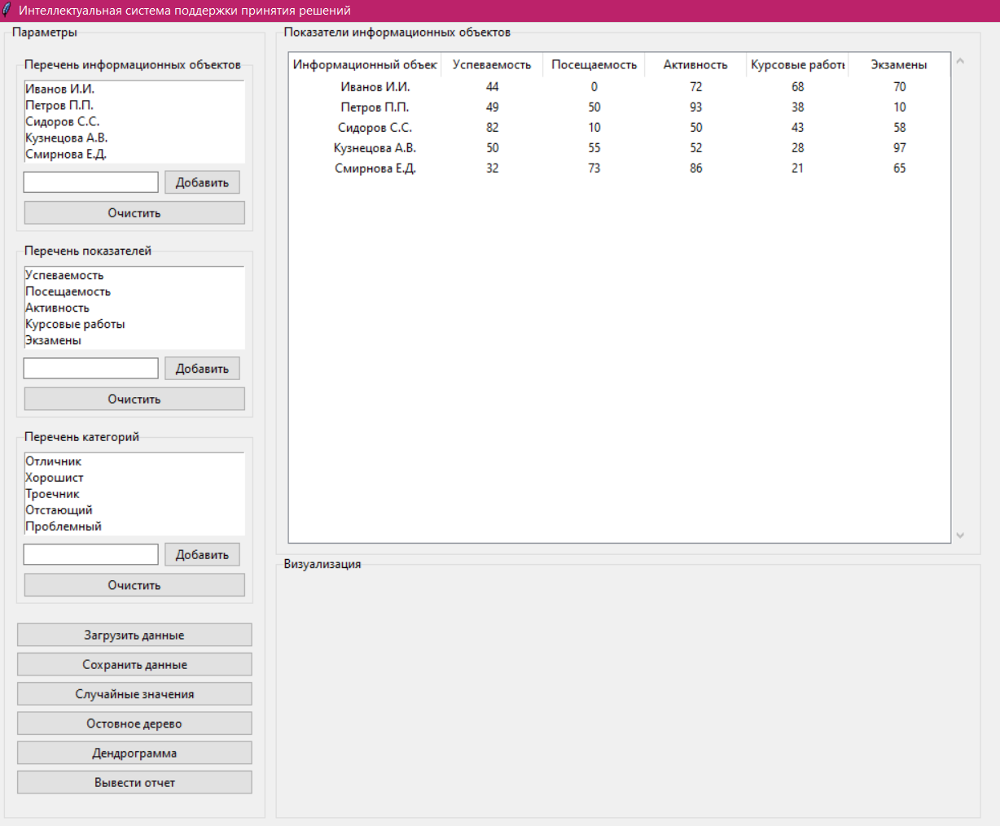 Интеллектуальная система поддержки принятия решений
Параметры
Перечень информационных объектов
Иванов И.И.
Петров П.П.
Сидоров С.С.
Кузнецова А.В.
Смирнова Е.Д.
Добавить
Очистить
Перечень показателей
Успеваемость
Посещаемость
Активность
Курсовые работы
Экзамены
Добавить
Очистить
Перечень категорий
Отличник
Хорошист
Троечник
Отстающий
Проблемный
Добавить
Очистить
Загрузить данные
Сохранить данные
Случайные значения
Остовное дерево
Дендрограмма
Вывести отчет
Показатели информационных объектов
Информационный объек Успеваемость Посещаемость Активность Курсовые работы Экзамены
Иванов И.И. 44 0 72 68 70
Петров П.П. 49 50 93 38 10
Сидоров С.С. 82 10 50 43 58
Кузнецова А.В. 50 55 52 28 97
Смирнова Е.Д. 32 73 86 21 65
Визуализация